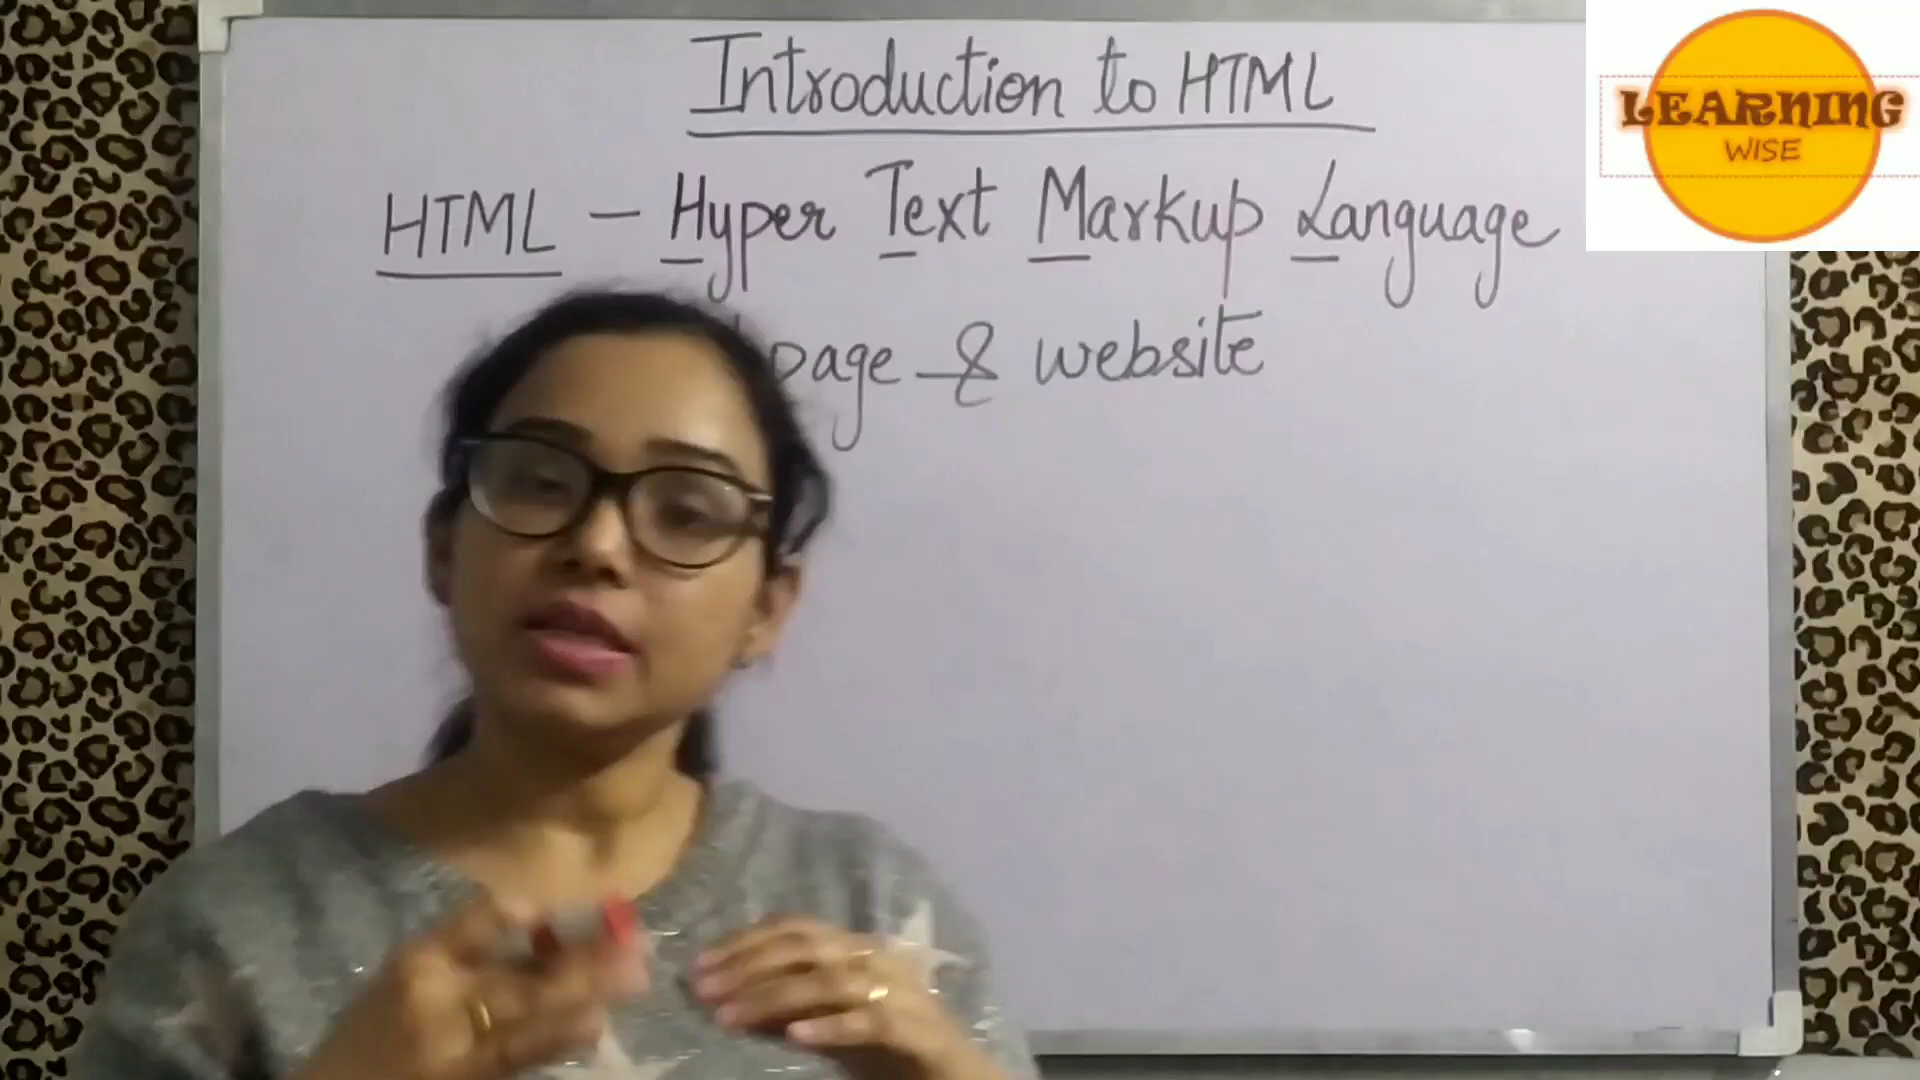 Introduction to HTML
HTML — Hyper Text Markup Language
page & website
LEARNING
WISE